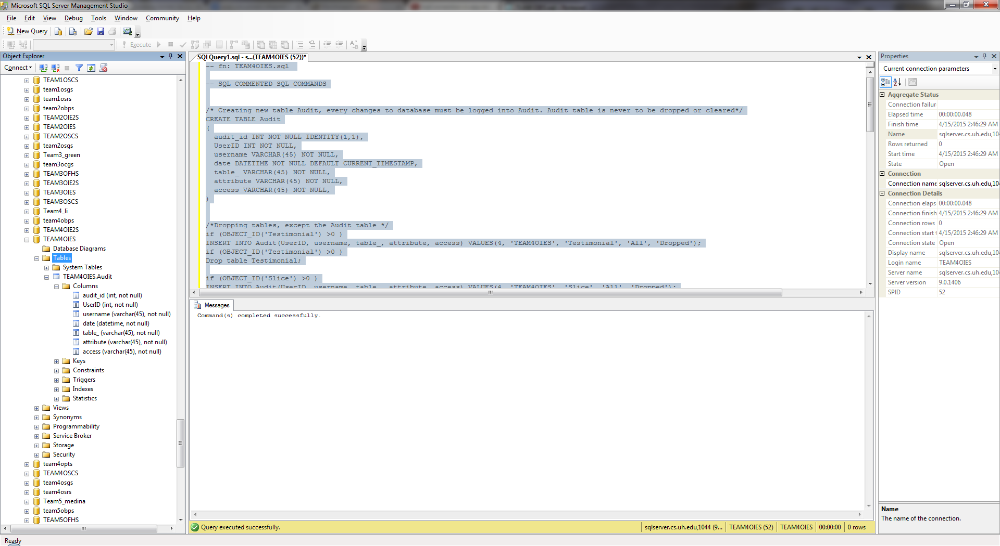 Microsoft SQL Server Management Studio
File Edit View Debug Tools Window Community Help
New Query
Execute
Object Explorer
Connect
TEAM1OSCS
team1osgs
team1osrs
team2obps
TEAM2OIE2S
TEAM2OIES
TEAM2OSCS
team2osgs
Team3_green
team3ocgs
TEAM3OFHS
TEAM3OIE2S
TEAM3OIES
TEAM3OSCS
Team4_li
team4obps
TEAM4OIE2S
TEAM4OIES
Database Diagrams
Tables
System Tables
TEAM4OIES.Audit
Columns
audit_id (int, not null)
UserID (int, not null)
username (varchar(45), not null)
date (datetime, not null)
table_ (varchar(45), not null)
attribute (varchar(45), not null)
access (varchar(45), not null)
Keys
Constraints
Triggers
Indexes
Statistics
Views
Synonyms
Programmability
Service Broker
Storage
Security
team4opts
TEAM4OSCS
team4osgs
team4osrs
Team5_medina
team5obps
TEAM5OFHS
SQLQuery1.sql - s...(TEAM4OIES (52))*
-- fn: TEAM4OIES.sql
-- SQL COMMENTED SQL COMMANDS
/* Creating new table Audit, every changes to database must be logged into Audit. Audit table is never to be dropped or cleared*/
CREATE TABLE Audit
(
audit_id INT NOT NULL IDENTITY(1,1),
UserID INT NOT NULL,
username VARCHAR(45) NOT NULL,
date DATETIME NOT NULL DEFAULT CURRENT_TIMESTAMP,
table_ VARCHAR(45) NOT NULL,
attribute VARCHAR(45) NOT NULL,
access VARCHAR(45) NOT NULL,
)
/*Dropping tables, except the Audit table */
if (OBJECT_ID('Testimonial') >0 )
INSERT INTO Audit(UserID, username, table_, attribute, access) VALUES(4, 'TEAM4OIES', 'Testimonial', 'All', 'Dropped');
if (OBJECT_ID('Testimonial') >0 )
Drop table Testimonial;
if (OBJECT_ID('Slice') >0 )
INSERT INTO Audit(UserID, username, table_, attribute, access) VALUES(4, 'TEAM4OIES', 'Slice', 'All', 'Dropped');
Messages
Command(s) completed successfully.
Query executed successfully.
sqlserver.cs.uh.edu,1044 (9... TEAM4OIES (52) TEAM4OIES 00:00:00 0 rows
Properties
Current connection parameters
Aggregate Status
Connection failur
Elapsed time 00:00:00.048
Finish time 4/15/2015 2:46:29 AM
Name sqlserver.cs.uh.edu,104
Rows returned 0
Start time 4/15/2015 2:46:29 AM
State Open
Connection
Connection name sqlserver.cs.uh.edu,104
Connection Details
Connection elaps 00:00:00.048
Connection finish 4/15/2015 2:46:29 AM
Connection rows 0
Connection start t 4/15/2015 2:46:29 AM
Connection state Open
Display name sqlserver.cs.uh.edu,104
Login name TEAM4OIES
Server name sqlserver.cs.uh.edu,104
Server version 9.0.1406
SPID 52
Name
The name of the connection.
Ready